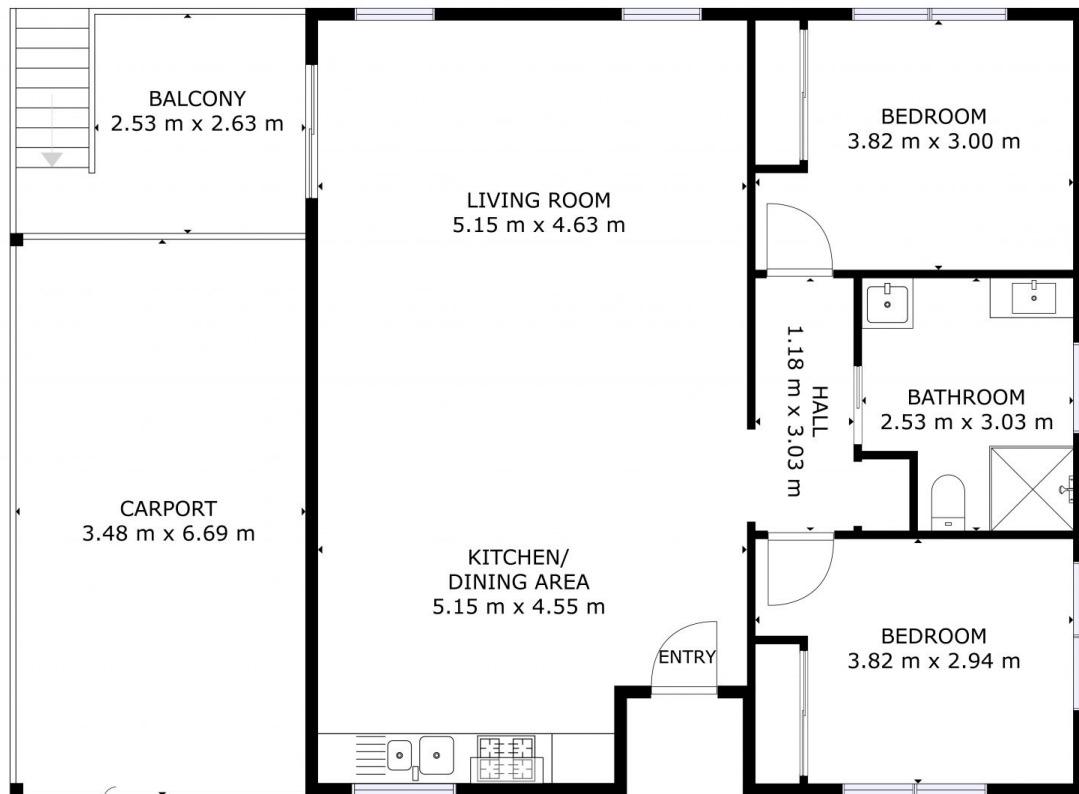 BALCONY
2.53 m x 2.63 m
LIVING ROOM
5.15 m x 4.63 m
BEDROOM
3.82 m x 3.00 m
HALL
1.18 m x 3.03 m
BATHROOM
2.53 m x 3.03 m
CARPORT
3.48 m x 6.69 m
KITCHEN/
DINING AREA
5.15 m x 4.55 m
ENTRY
BEDROOM
3.82 m x 2.94 m